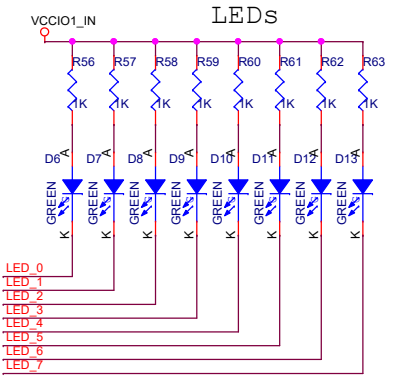 LEDs
VCCIO1_IN
R56 R57 R58 R59 R60 R61 R62 R63
1K 1K 1K 1K 1K 1K 1K 1K
A A A A A A A A
D6 D7 D8 D9 D10 D11 D12 D13
GREEN GREEN GREEN GREEN GREEN GREEN GREEN GREEN
K K K K K K K K
LED_0
LED_1
LED_2
LED_3
LED_4
LED_5
LED_6
LED_7